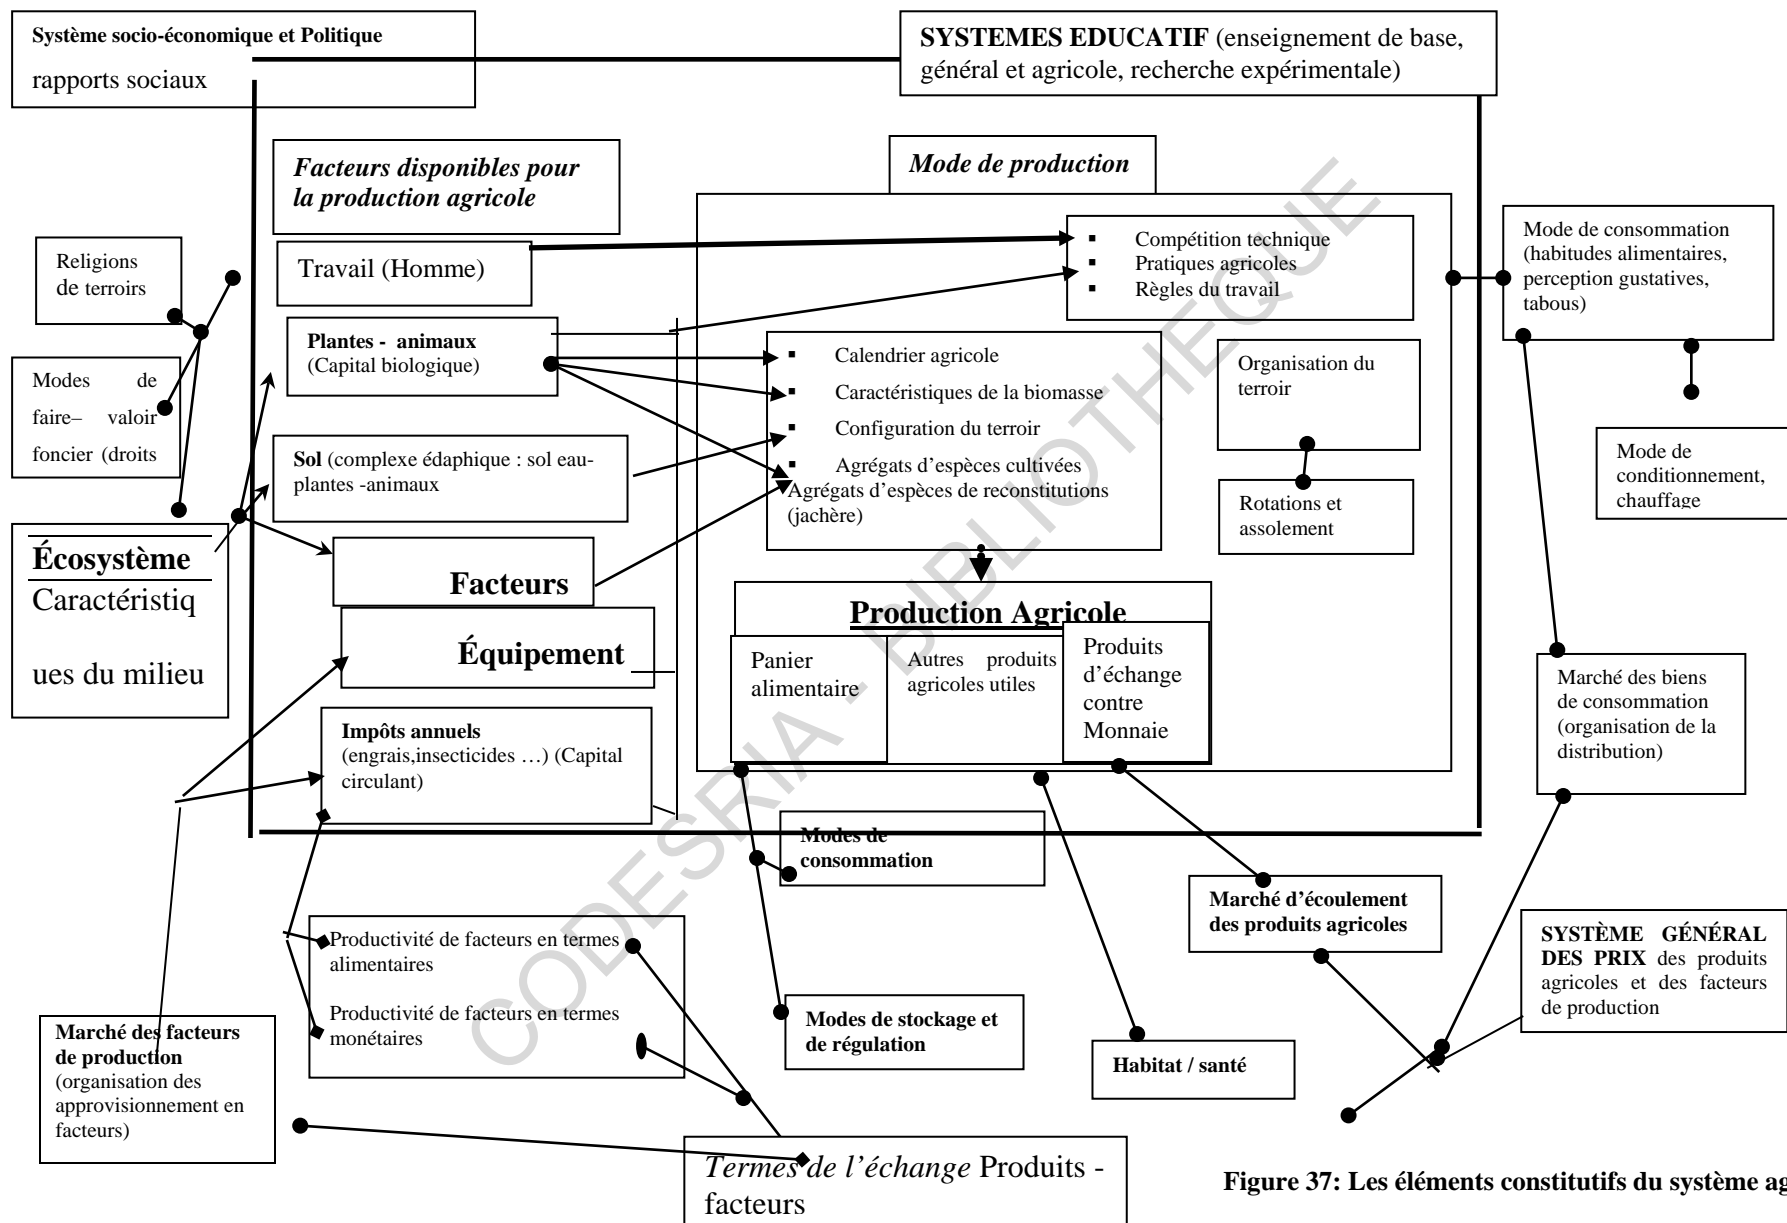 Système socio-économique et Politique
rapports sociaux
SYSTEMES EDUCATIF (enseignement de base,
général et agricole, recherche expérimentale)
Facteurs disponibles pour
la production agricole
Mode de production
Religions
de terroirs
Travail (Homme)
▪ Compétition technique
▪ Pratiques agricoles
▪ Règles du travail
Mode de consommation
(habitudes alimentaires,
perception gustatives,
tabous)
Modes de
faire– valoir
foncier (droits
Plantes - animaux
(Capital biologique)
▪ Calendrier agricole
▪ Caractéristiques de la biomasse
▪ Configuration du terroir
▪ Agrégats d'espèces cultivées
Agrégats d'espèces de reconstitutions
(jachère)
Organisation du
terroir
Rotations et
assolement
Mode de
conditionnement,
chauffage
Sol (complexe édaphique : sol eau-
plantes -animaux
Écosystème
Caractéristiq
ues du milieu
Facteurs
Équipement
Production Agricole
Panier
alimentaire
Autres produits
agricoles utiles
Produits
d'échange
contre
Monnaie
Marché des biens
de consommation
(organisation de la
distribution)
Impôts annuels
(engrais,insecticides …) (Capital
circulant)
Modes de
consommation
Marché d'écoulement
des produits agricoles
SYSTÈME GÉNÉRAL
DES PRIX des produits
agricoles et des facteurs
de production
Productivité de facteurs en termes
alimentaires
Productivité de facteurs en termes
monétaires
Modes de stockage et
de régulation
Habitat / santé
Marché des facteurs
de production
(organisation des
approvisionnement en
facteurs)
Termes de l'échange Produits -
facteurs
Figure 37: Les éléments constitutifs du système ag
CODESRIA - BIBLIOTHEQUE